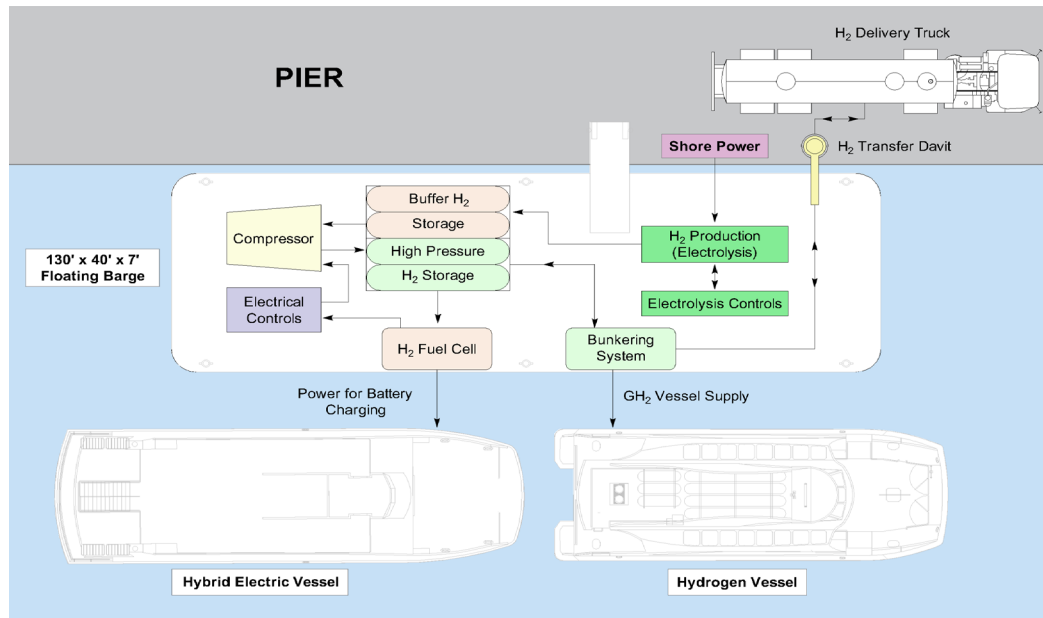 H₂ Delivery Truck
PIER
Shore Power
H₂ Transfer Davit
Buffer H₂
Storage
High Pressure
H₂ Storage
Compressor
H₂ Production
(Electrolysis)
130' x 40' x 7'
Floating Barge
Electrical
Controls
Electrolysis Controls
H₂ Fuel Cell
Bunkering
System
Power for Battery
Charging
GH₂ Vessel Supply
Hybrid Electric Vessel
Hydrogen Vessel